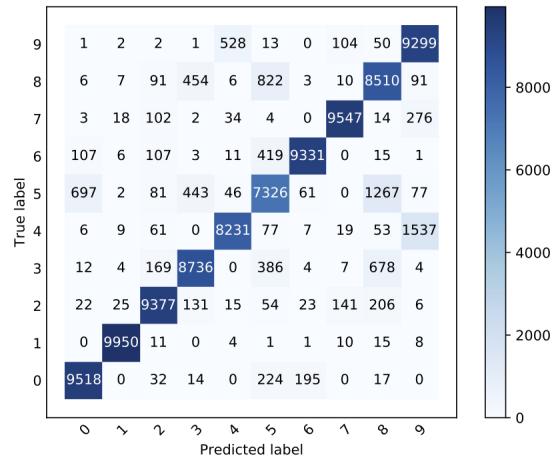 9 1 2 2 1 528 13 0 104 50 9299
8 6 7 91 454 6 822 3 10 8510 91
7 3 18 102 2 34 4 0 9547 14 276
6 107 6 107 3 11 419 9331 0 15 1
5 697 2 81 443 46 7326 61 0 1267 77
4 6 9 61 0 8231 77 7 19 53 1537
3 12 4 169 8736 0 386 4 7 678 4
2 22 25 9377 131 15 54 23 141 206 6
1 0 9950 11 0 4 1 1 10 15 8
0 9518 0 32 14 0 224 195 0 17 0
0 1 2 3 4 5 6 7 8 9
Predicted label
True label
8000
6000
4000
2000
0